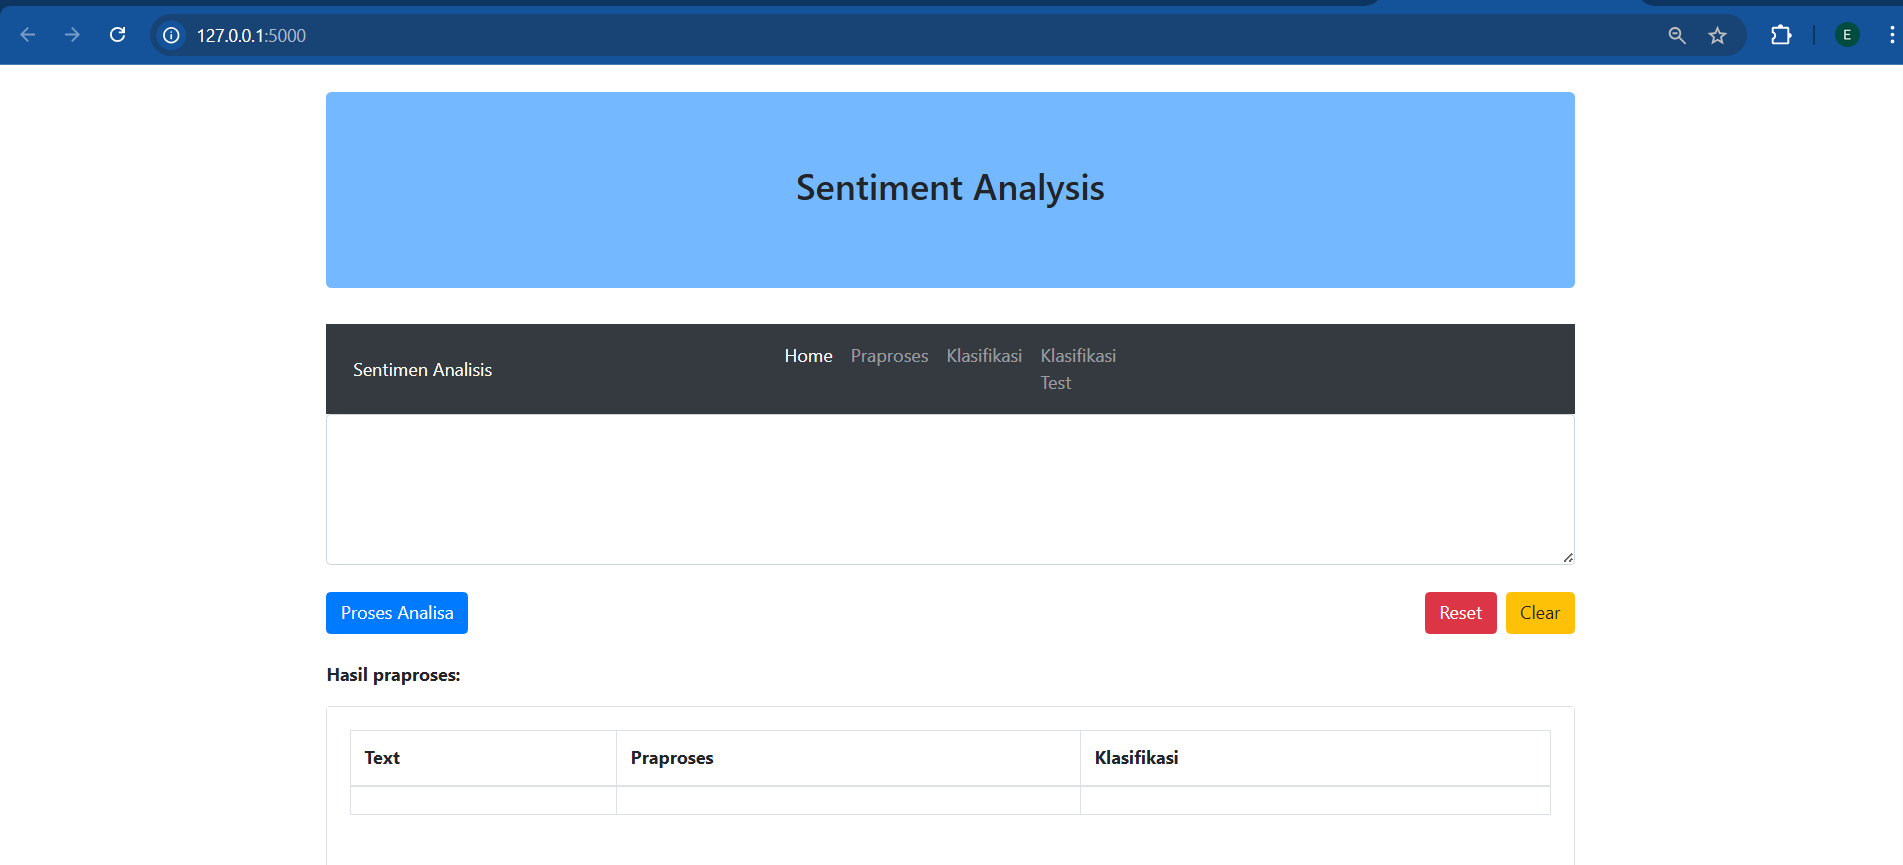 127.0.0.1:5000
E
Sentiment Analysis
Sentimen Analisis
Home Praproses Klasifikasi Klasifikasi
Test
Proses Analisa Reset Clear
Hasil praproses:
Text Praproses Klasifikasi